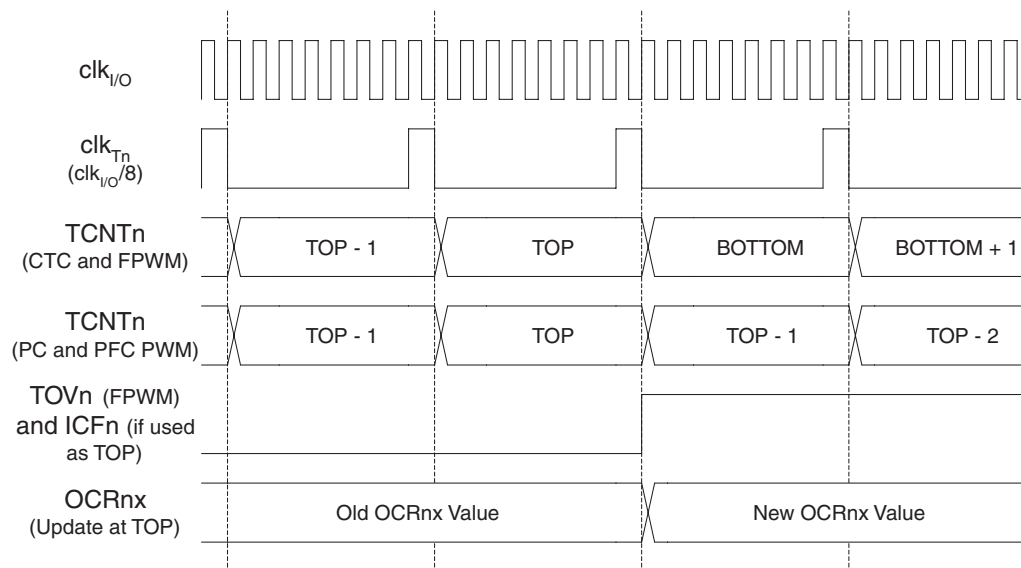 clkI/O
clkTn
(clkI/O/8)
TCNTn
(CTC and FPWM)
TOP - 1
TOP
BOTTOM
BOTTOM + 1
TCNTn
(PC and PFC PWM)
TOP - 1
TOP
TOP - 1
TOP - 2
TOVn (FPWM)
and ICFn (if used
as TOP)
OCRnx
(Update at TOP)
Old OCRnx Value
New OCRnx Value